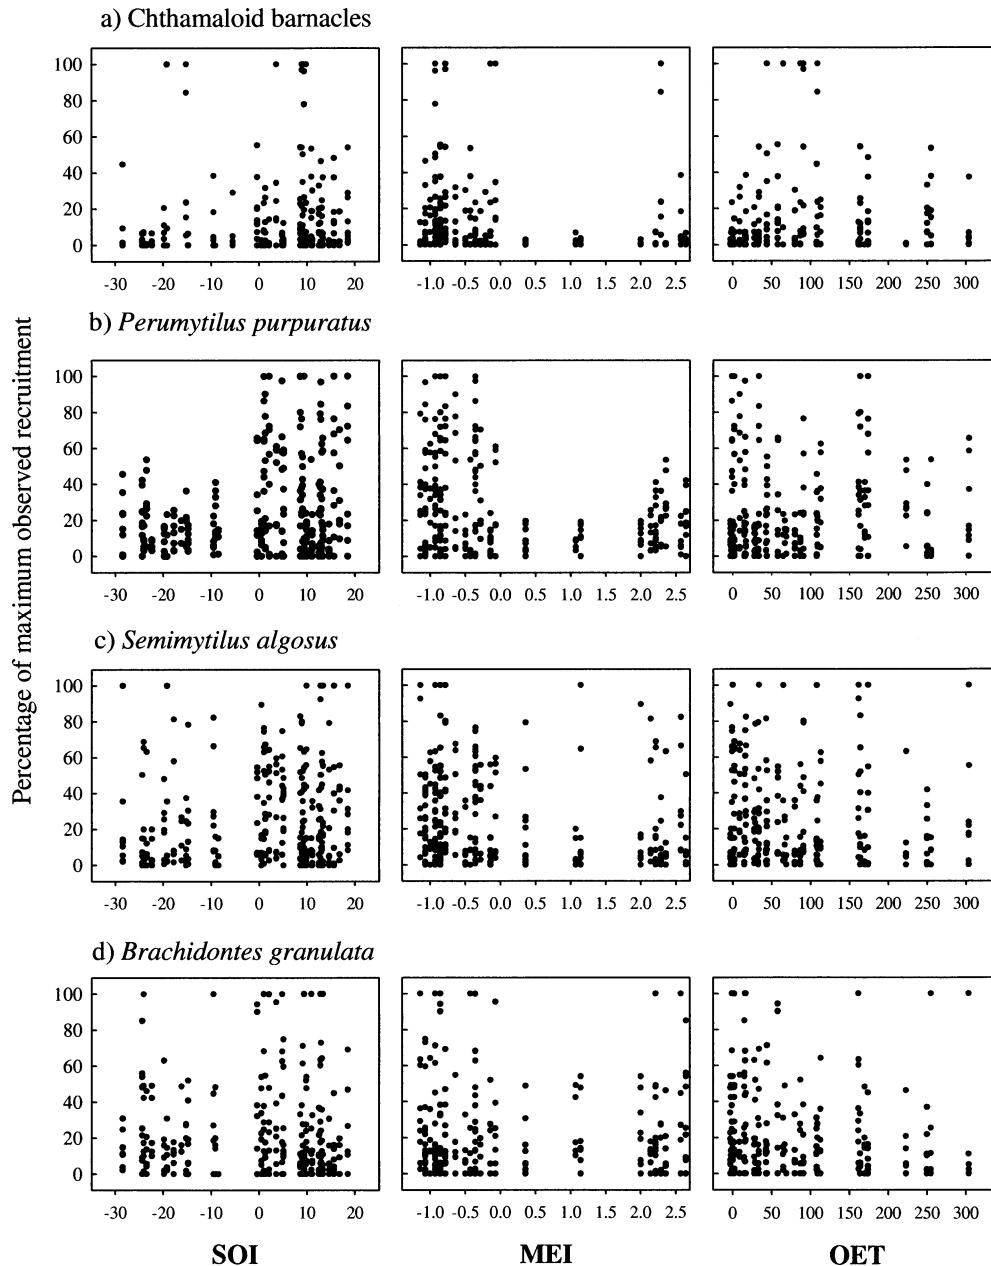 a) Chthamaloid barnacles
100
80
60
40
20
0
-30 -20 -10 0 10 20
-1.0 -0.5 0.0 0.5 1.0 1.5 2.0 2.5
0 50 100 150 200 250 300
b) Perumytilus purpuratus
100
80
60
40
20
0
-30 -20 -10 0 10 20
-1.0 -0.5 0.0 0.5 1.0 1.5 2.0 2.5
0 50 100 150 200 250 300
Percentage of maximum observed recruitment
c) Semimytilus algosus
100
80
60
40
20
0
-30 -20 -10 0 10 20
-1.0 -0.5 0.0 0.5 1.0 1.5 2.0 2.5
0 50 100 150 200 250 300
d) Brachidontes granulata
100
80
60
40
20
0
-30 -20 -10 0 10 20
-1.0 -0.5 0.0 0.5 1.0 1.5 2.0 2.5
0 50 100 150 200 250 300
SOI MEI OET